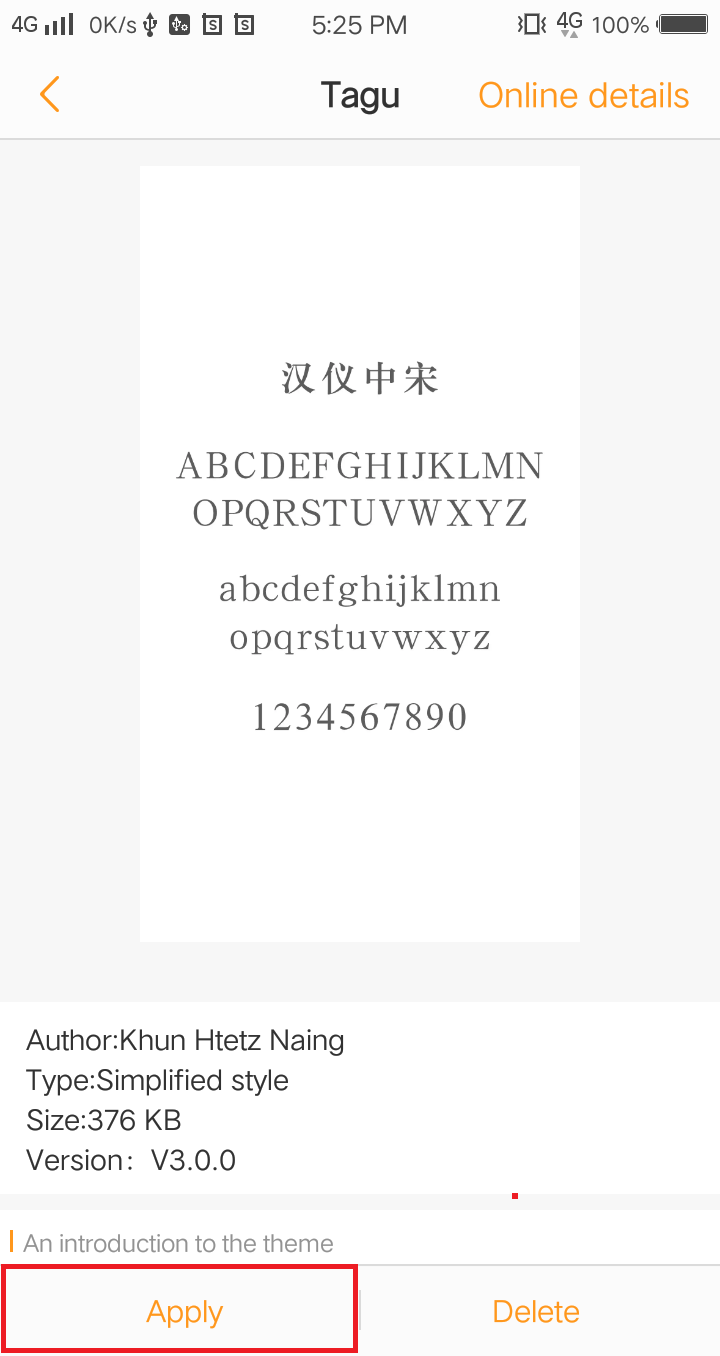 4G 0K/s S S 5:25 PM 4G 100%
Tagu Online details
汉仪中宋
ABCDEFGHIJKLMN
OPQRSTUVWXYZ
abcdefghijklmn
opqrstuvwxyz
1234567890
Author:Khun Htetz Naing
Type:Simplified style
Size:376 KB
Version：V3.0.0
An introduction to the theme
Apply Delete